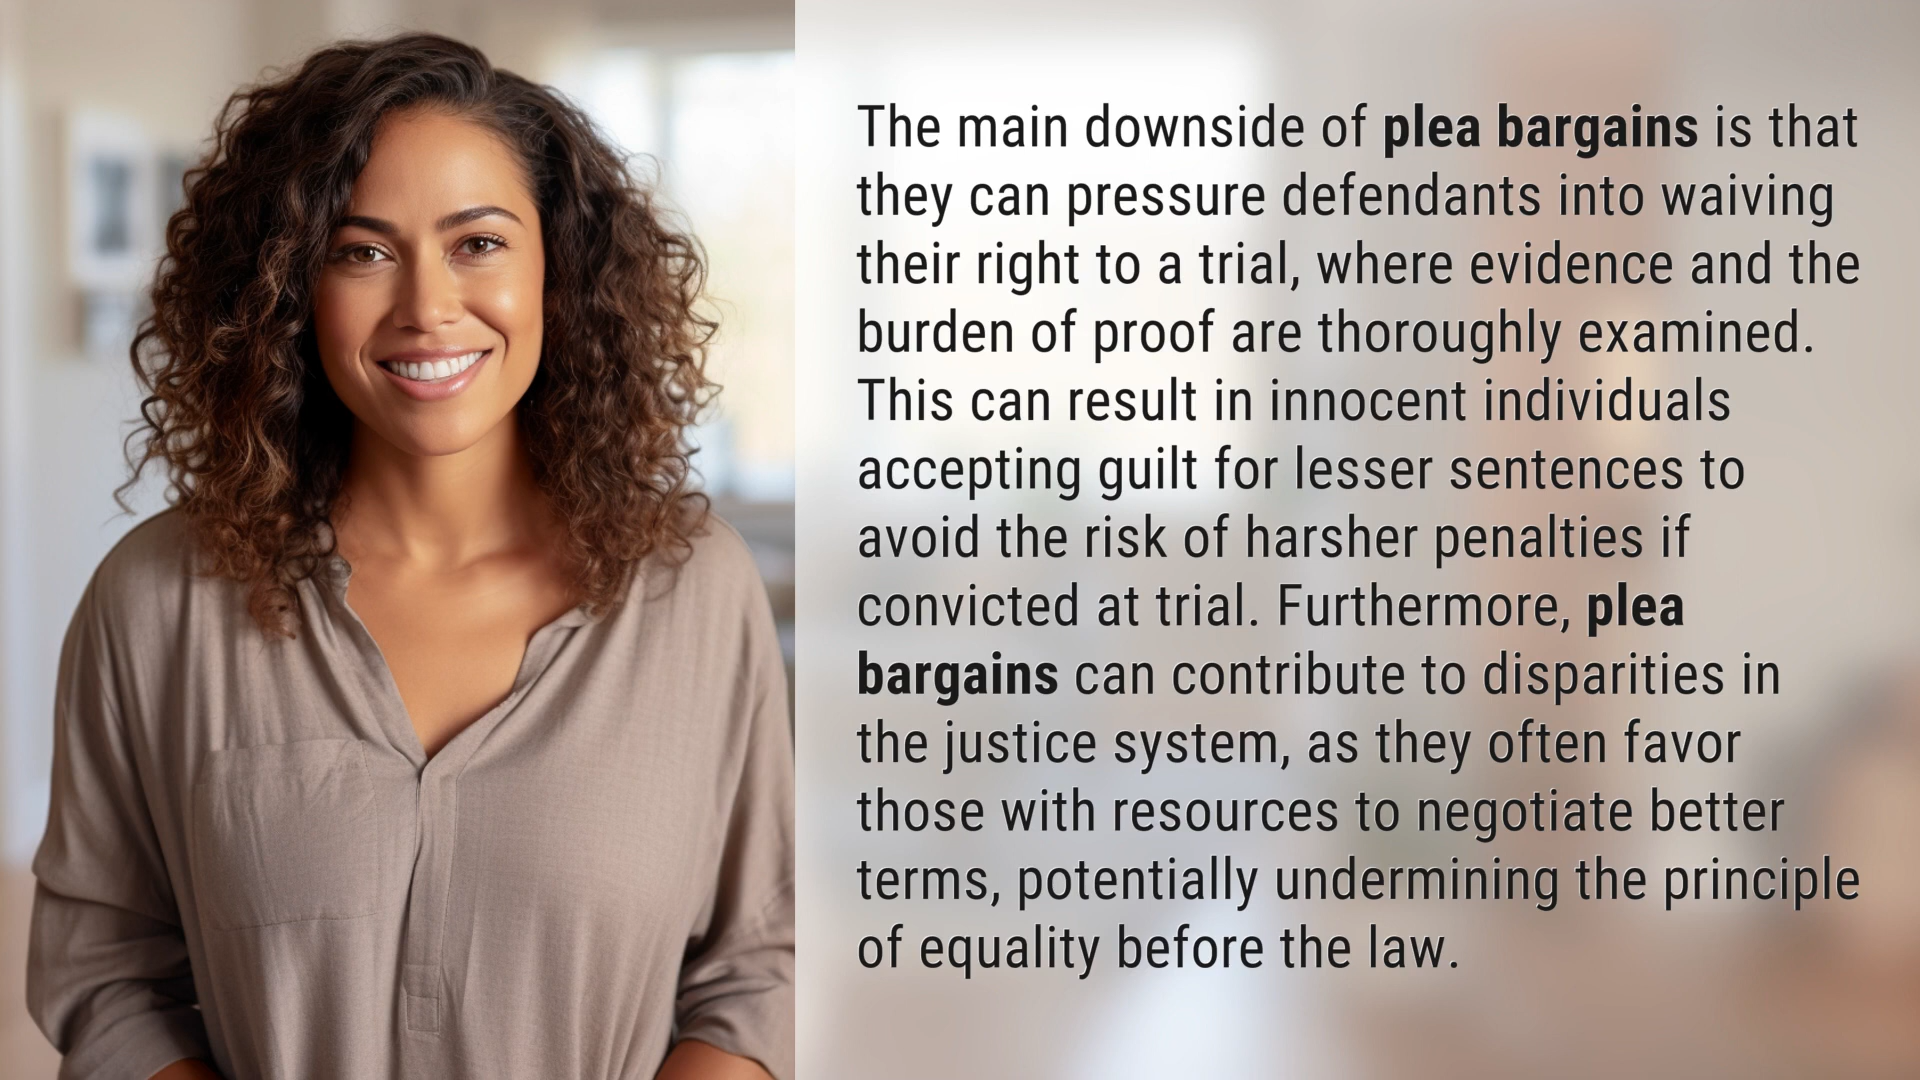 The main downside of plea bargains is that
they can pressure defendants into waiving
their right to a trial, where evidence and the
burden of proof are thoroughly examined.
This can result in innocent individuals
accepting guilt for lesser sentences to
avoid the risk of harsher penalties if
convicted at trial. Furthermore, plea
bargains can contribute to disparities in
the justice system, as they often favor
those with resources to negotiate better
terms, potentially undermining the principle
of equality before the law.